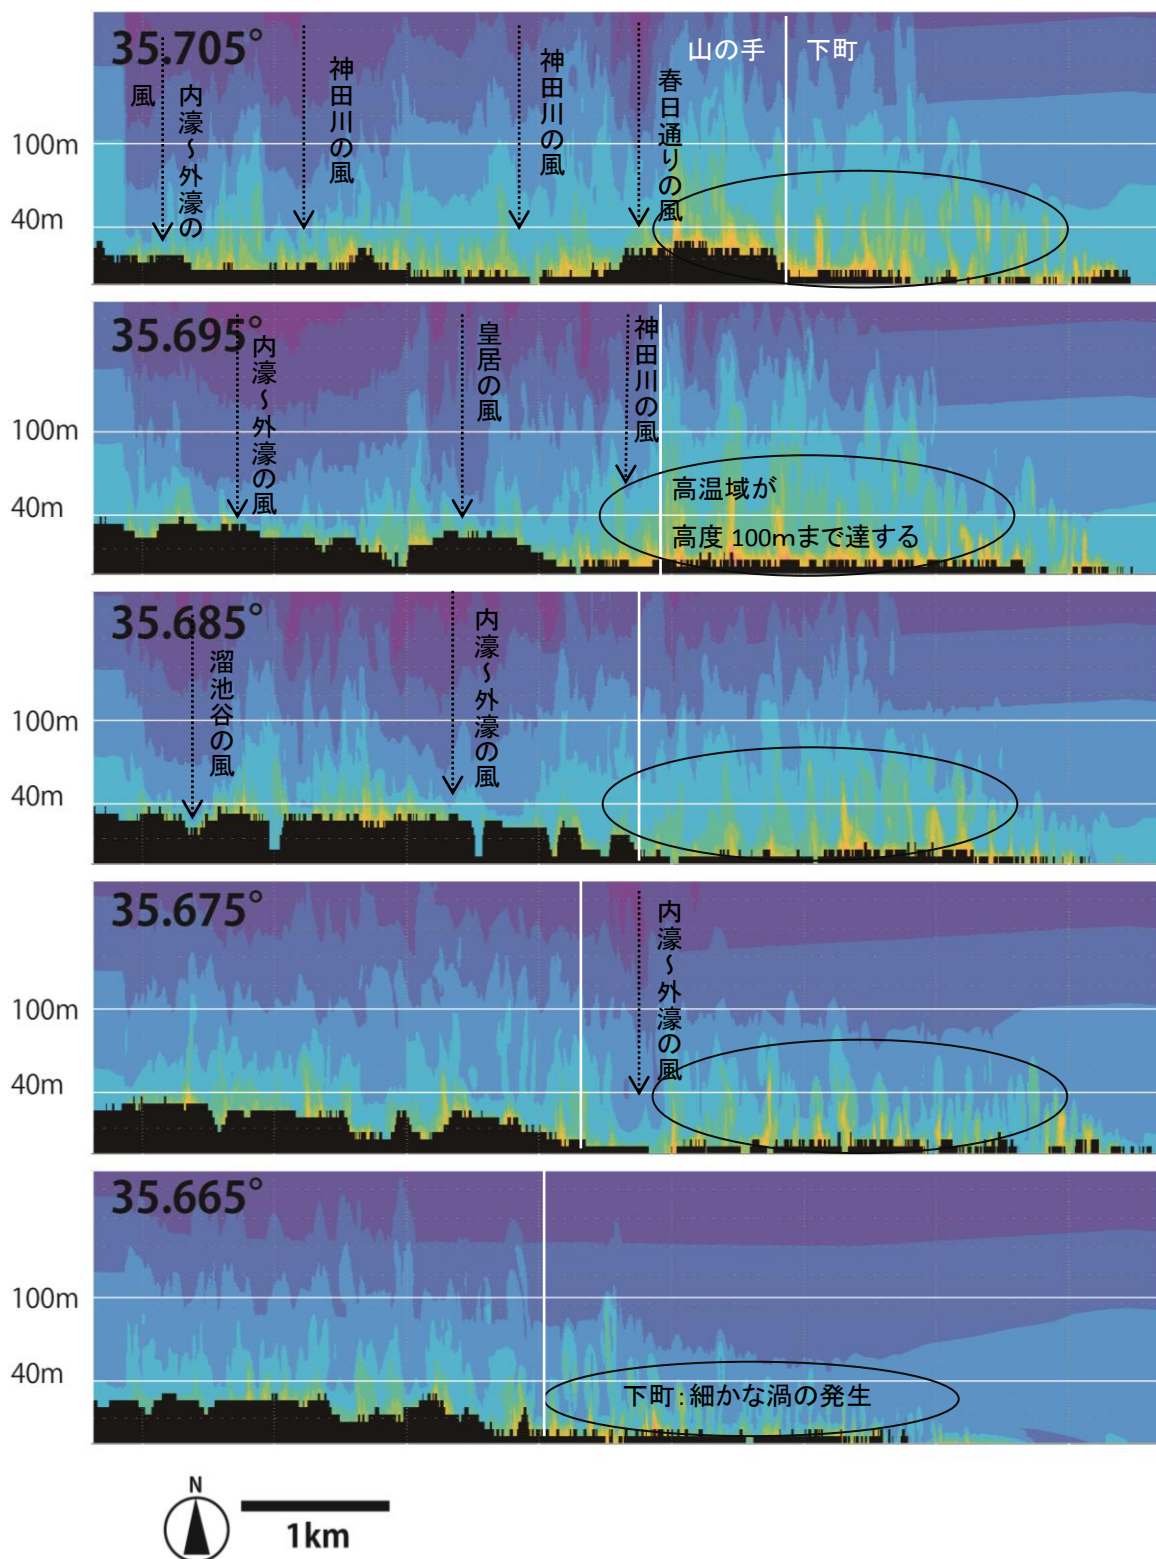 35.705°
内濠～外濠の
風
神田川の風
神田川の風
春日通りの風
山の手
下町
100m
40m
35.695°
内濠～外濠の風
皇居の風
神田川の風
100m
40m
高温域が
高度 100mまで達する
35.685°
溜池谷の風
内濠～外濠の風
100m
40m
35.675°
内濠～外濠の風
100m
40m
35.665°
100m
40m
下町：細かな渦の発生
N
1km